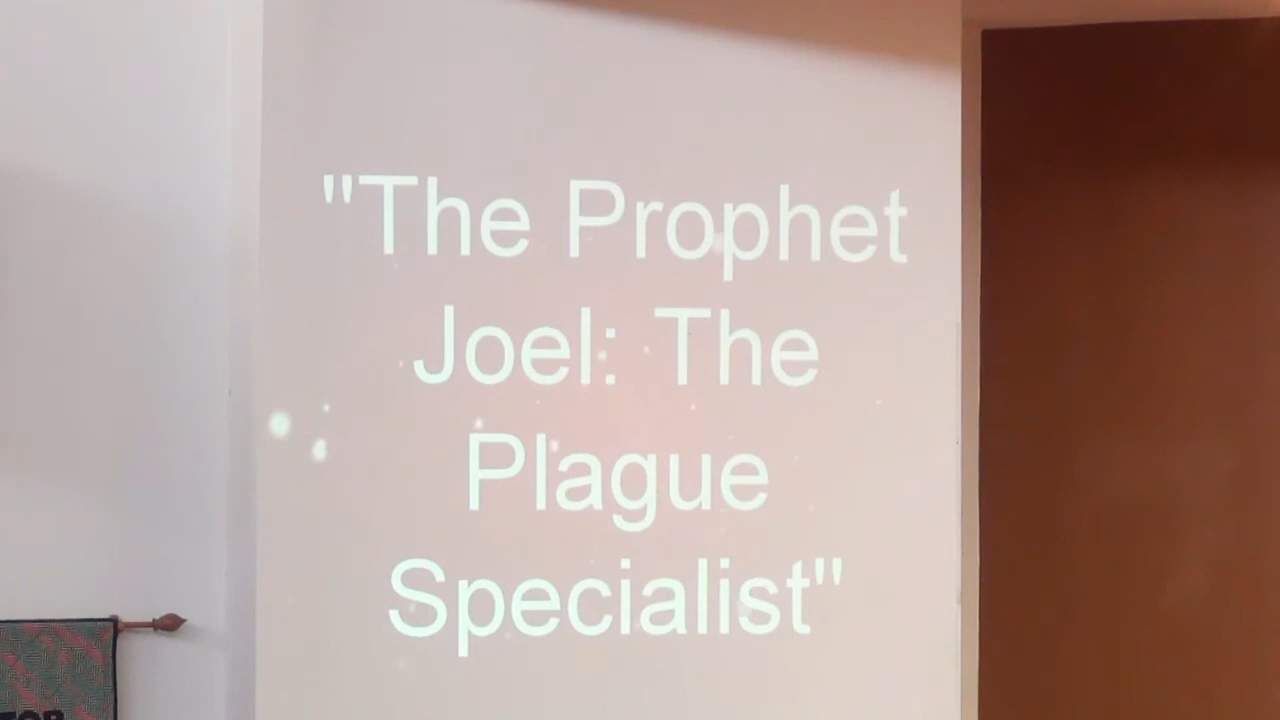 "The Prophet
Joel: The
Plague
Specialist"